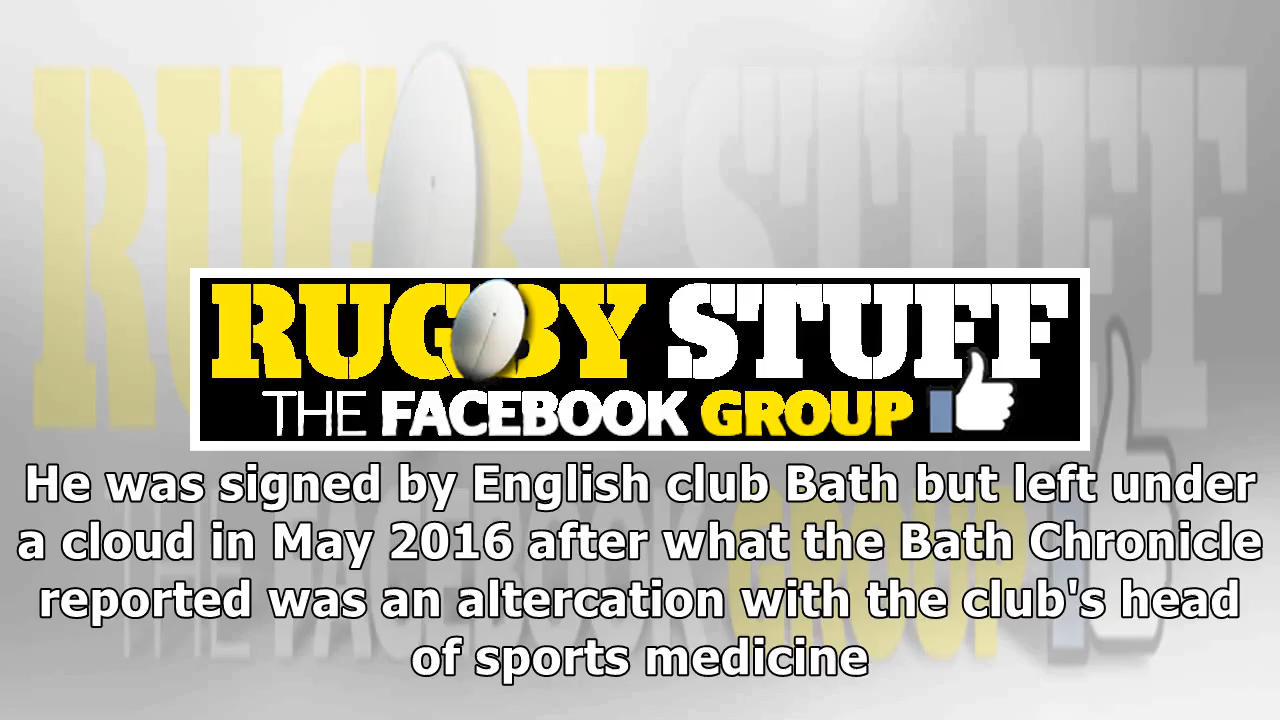 RUGBY STUFF
THE FACEBOOK GROUP
He was signed by English club Bath but left under
a cloud in May 2016 after what the Bath Chronicle
reported was an altercation with the club's head
of sports medicine